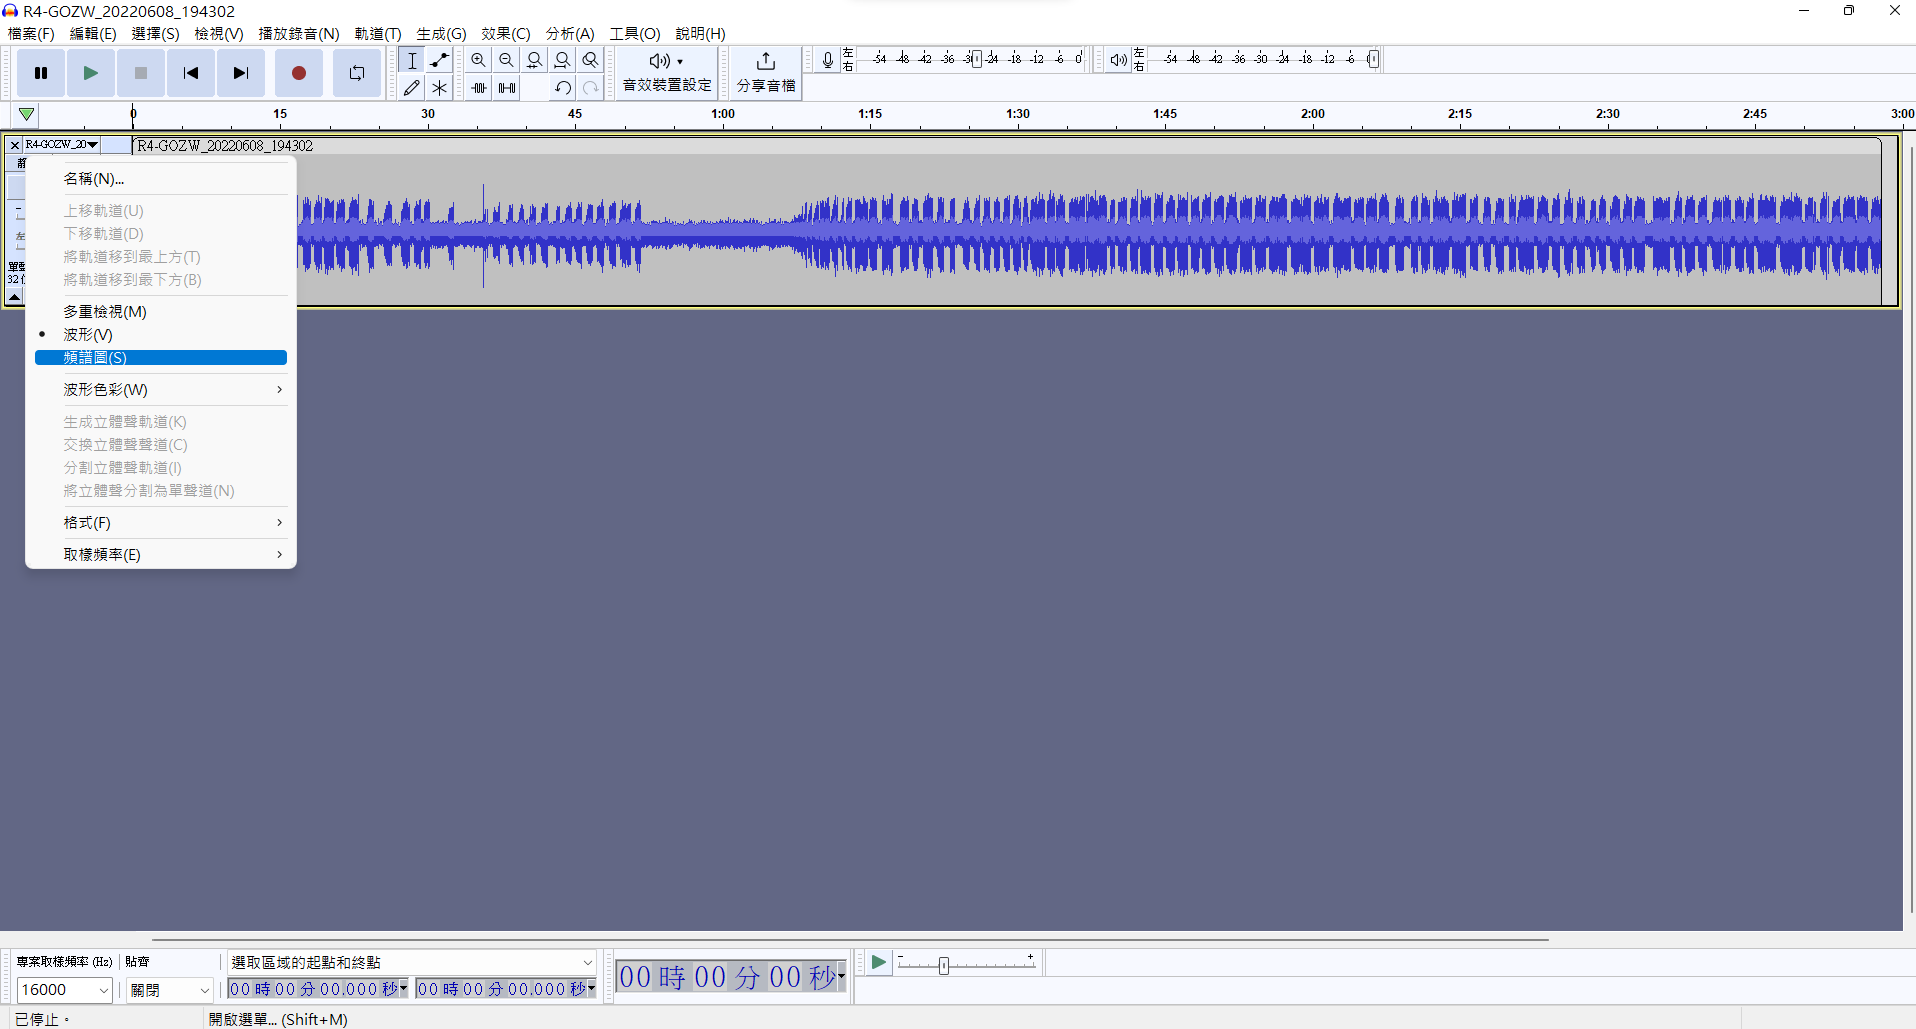 R4-GOZW_20220608_194302
檔案(F) 編輯(E) 選擇(S) 檢視(V) 播放錄音(N) 軌道(T) 生成(G) 效果(C) 分析(A) 工具(O) 說明(H)
音效裝置設定
分享音檔
左
右
-54 -48 -42 -36 -30 -24 -18 -12 -6 0
左
右
-54 -48 -42 -36 -30 -24 -18 -12 -6 0
0 15 30 45 1:00 1:15 1:30 1:45 2:00 2:15 2:30 2:45 3:00
R4-GOZW_20
R4-GOZW_20220608_194302
名稱(N)...
上移軌道(U)
下移軌道(D)
將軌道移到最上方(T)
將軌道移到最下方(B)
32
多重檢視(M)
波形(V)
頻譜圖(S)
波形色彩(W)
生成立體聲軌道(K)
交換立體聲聲道(C)
分割立體聲軌道(I)
將立體聲分割為單聲道(N)
格式(F)
取樣頻率(E)
專案取樣頻率 (Hz) 貼齊 選取區域的起點和終點
16000 關閉 00 時 00 分 00.000 秒 00 時 00 分 00.000 秒
00 時 00 分 00 秒
- +
已停止。 開啟選單... (Shift+M)